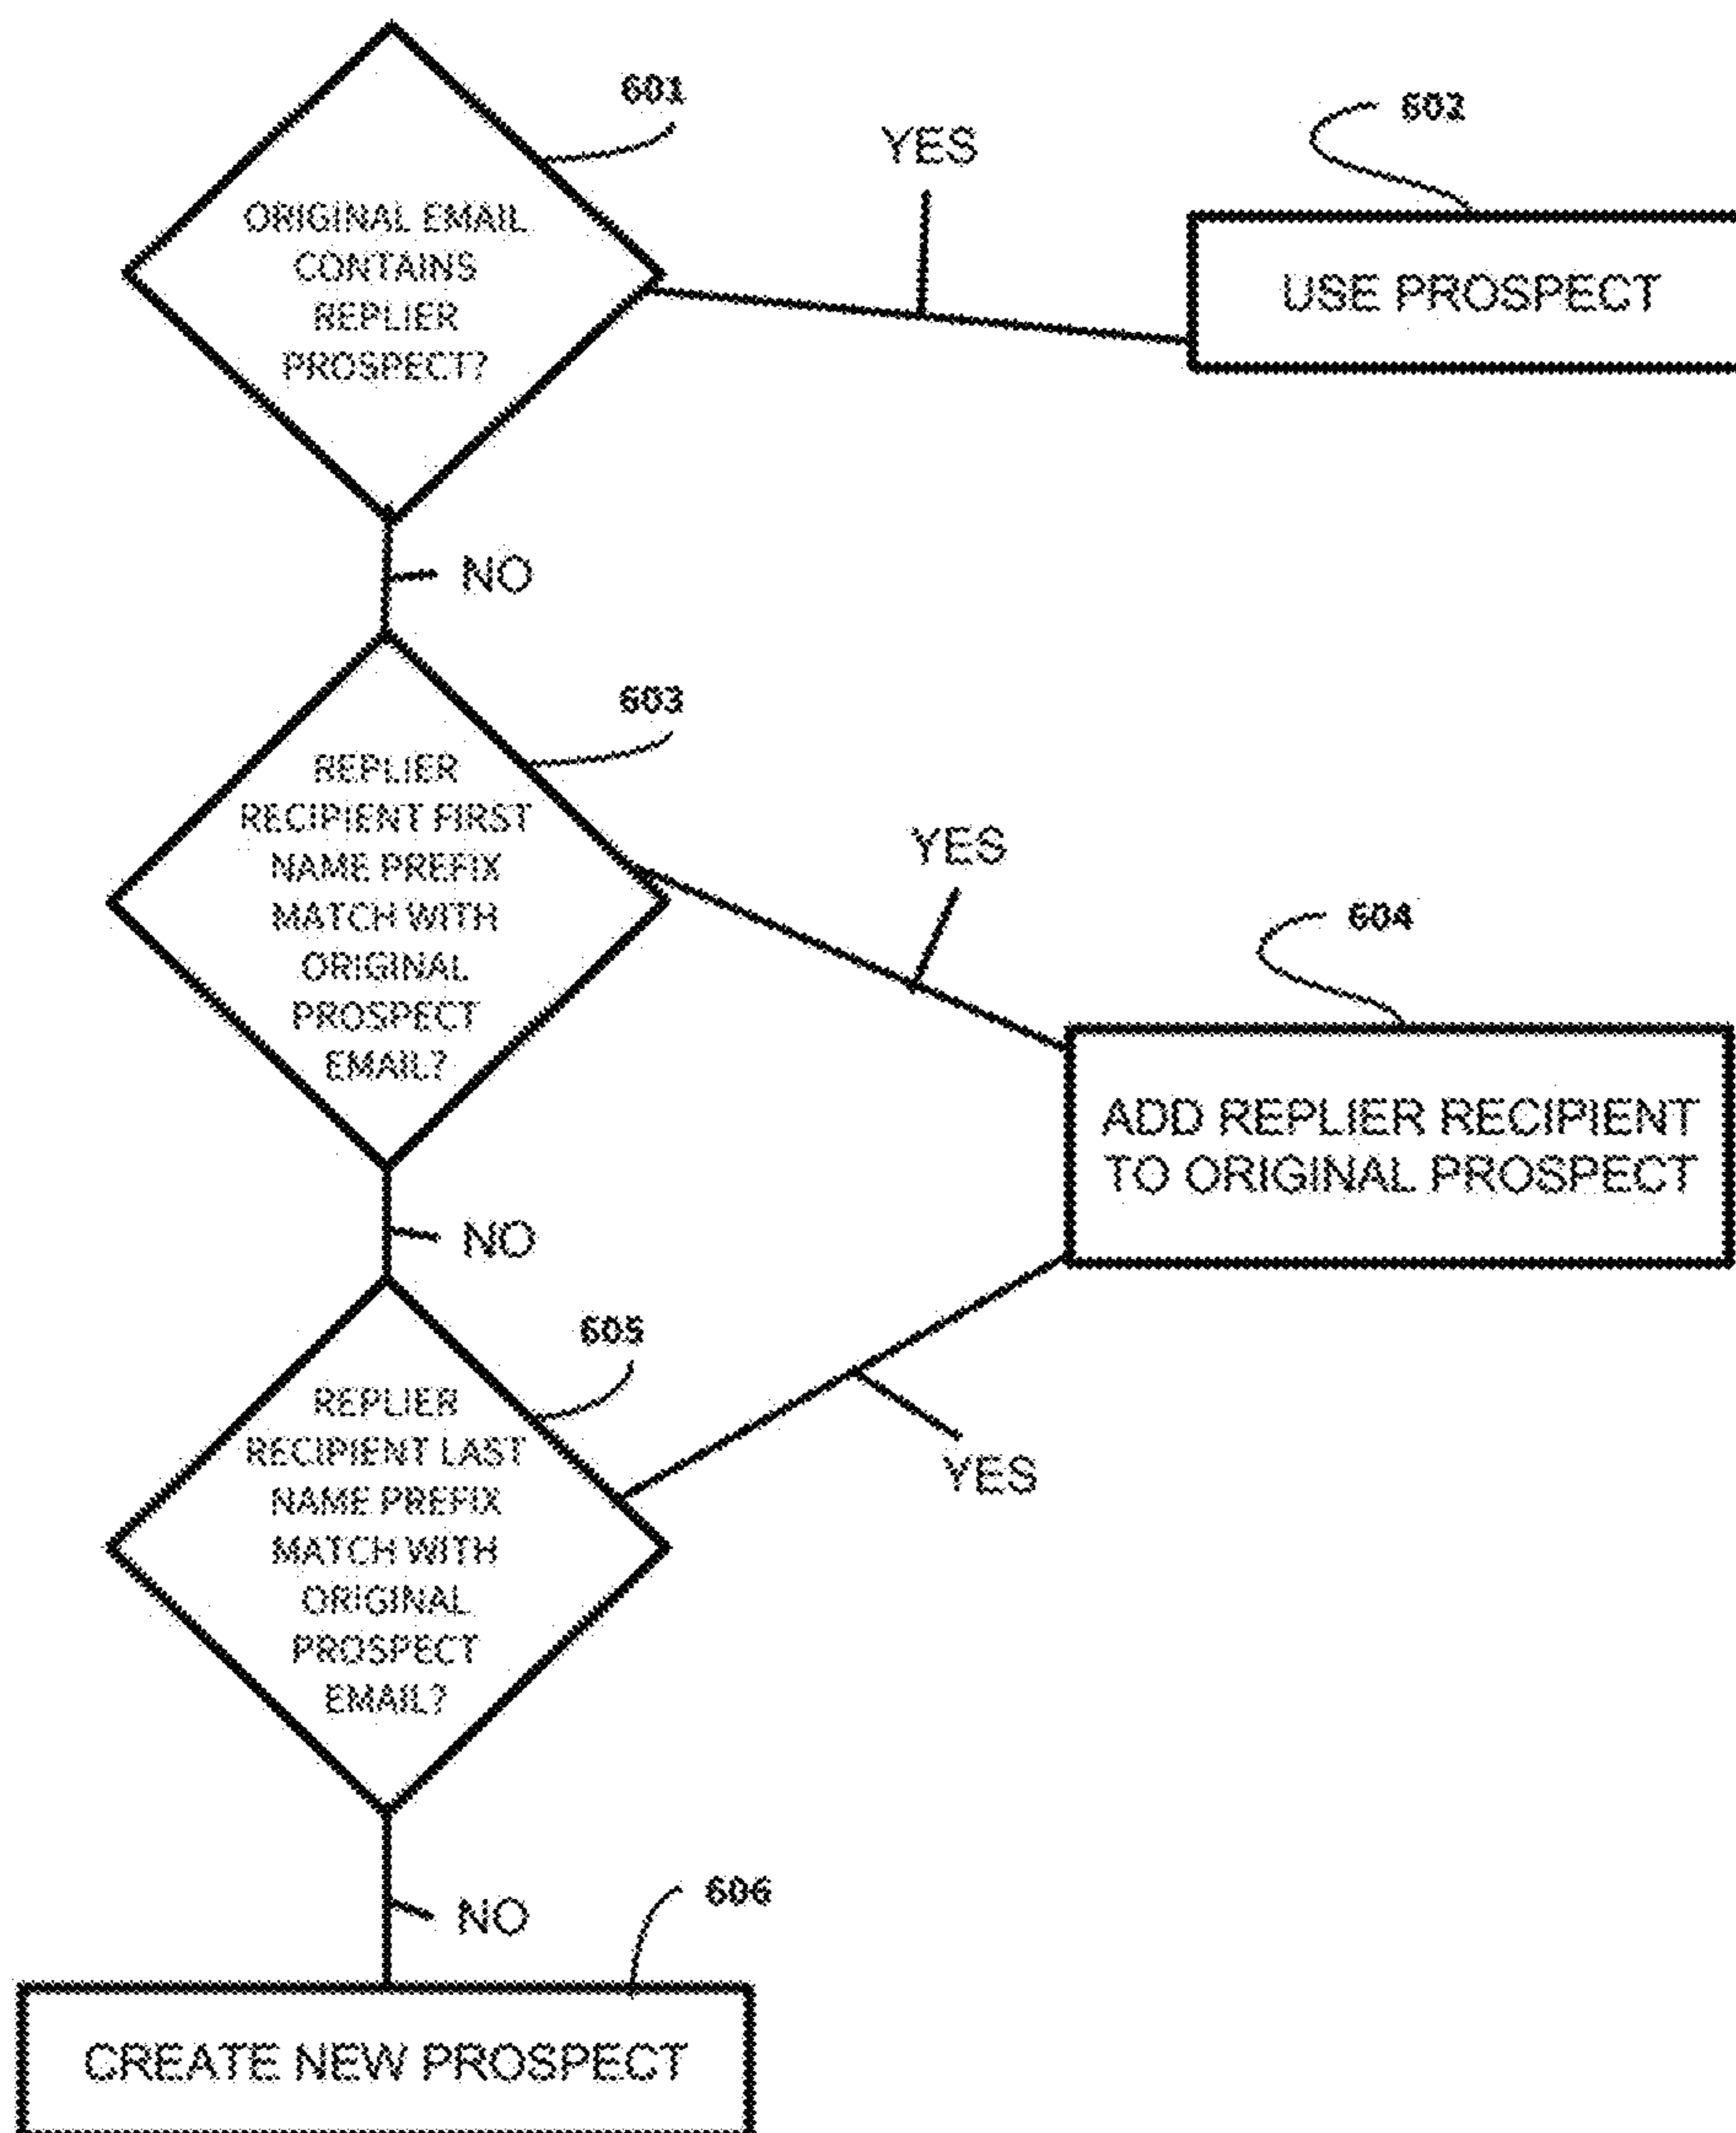 601
ORIGINAL EMAIL
CONTAINS
REPLIER
PROSPECT?
YES
602
USE PROSPECT
NO
603
REPLIER
RECIPIENT FIRST
NAME PREFIX
MATCH WITH
ORIGINAL
PROSPECT
EMAIL?
YES
604
ADD REPLIER RECIPIENT
TO ORIGINAL PROSPECT
NO
605
REPLIER
RECIPIENT LAST
NAME PREFIX
MATCH WITH
ORIGINAL
PROSPECT
EMAIL?
YES
NO
606
CREATE NEW PROSPECT